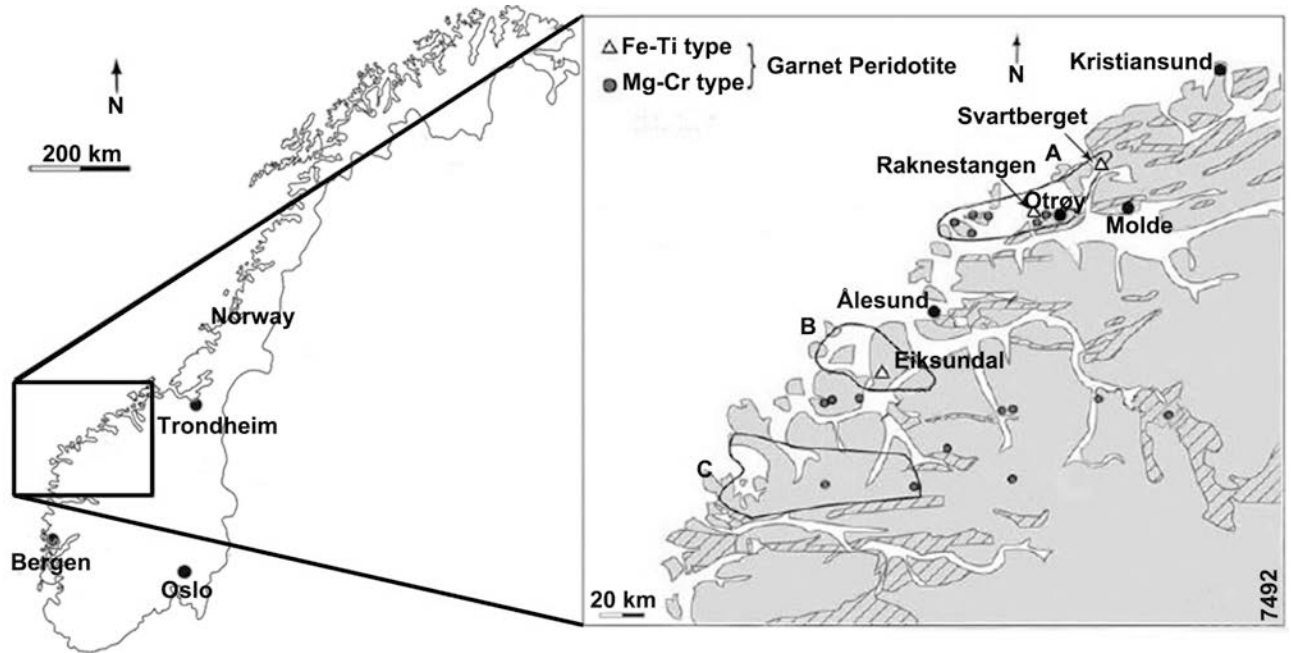 N
200 km
Norway
Trondheim
Bergen
Oslo
Fe-Ti type
Mg-Cr type
Garnet Peridotite
N
Kristiansund
Svartberget
A
Raknestangen
Otrøy
Molde
Ålesund
B
Eiksundal
C
20 km
7492